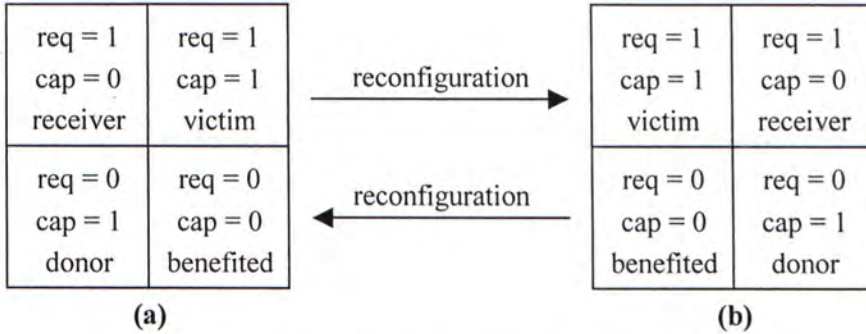 req = 1 req = 1
cap = 0 cap = 1
receiver victim
req = 0 req = 0
cap = 1 cap = 0
donor benefited
(a)
reconfiguration
reconfiguration
req = 1 req = 1
cap = 1 cap = 0
victim receiver
req = 0 req = 0
cap = 0 cap = 1
benefited donor
(b)